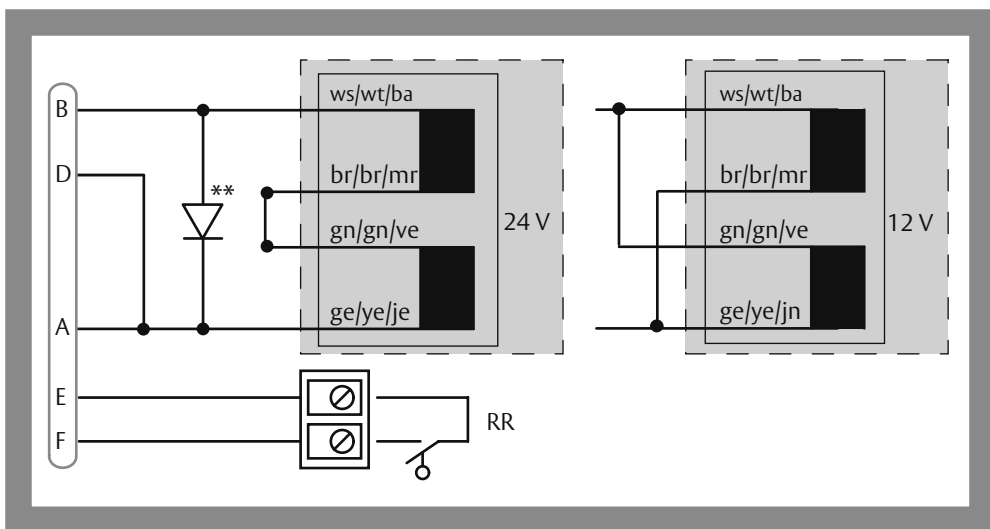 B
D
A
E
F
**
ws/wt/ba
br/br/mr
gn/gn/ve
ge/ye/je
24 V
ws/wt/ba
br/br/mr
gn/gn/ve
ge/ye/jn
12 V
RR